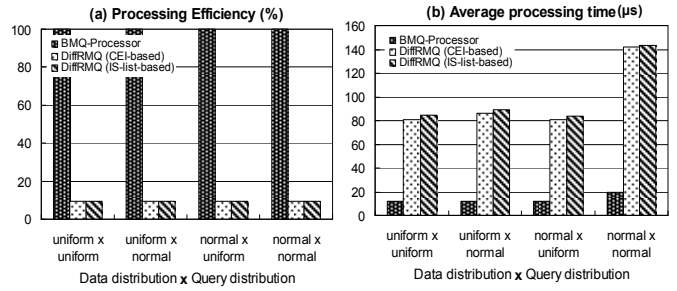 (a) Processing Efficiency (%)
100
80
60
40
20
0
BMQ-Processor
DiffRMQ (CEI-based)
DiffRMQ (IS-list-based)
uniform x uniform x normal x normal x
uniform normal uniform normal
Data distribution x Query distribution
(b) Average processing time (μs)
160
140
120
100
80
60
40
20
0
BMQ-Processor
DiffRMQ (CEI-based)
DiffRMQ (IS-list-based)
uniform x uniform x normal x normal x
uniform normal uniform normal
Data distribution x Query distribution